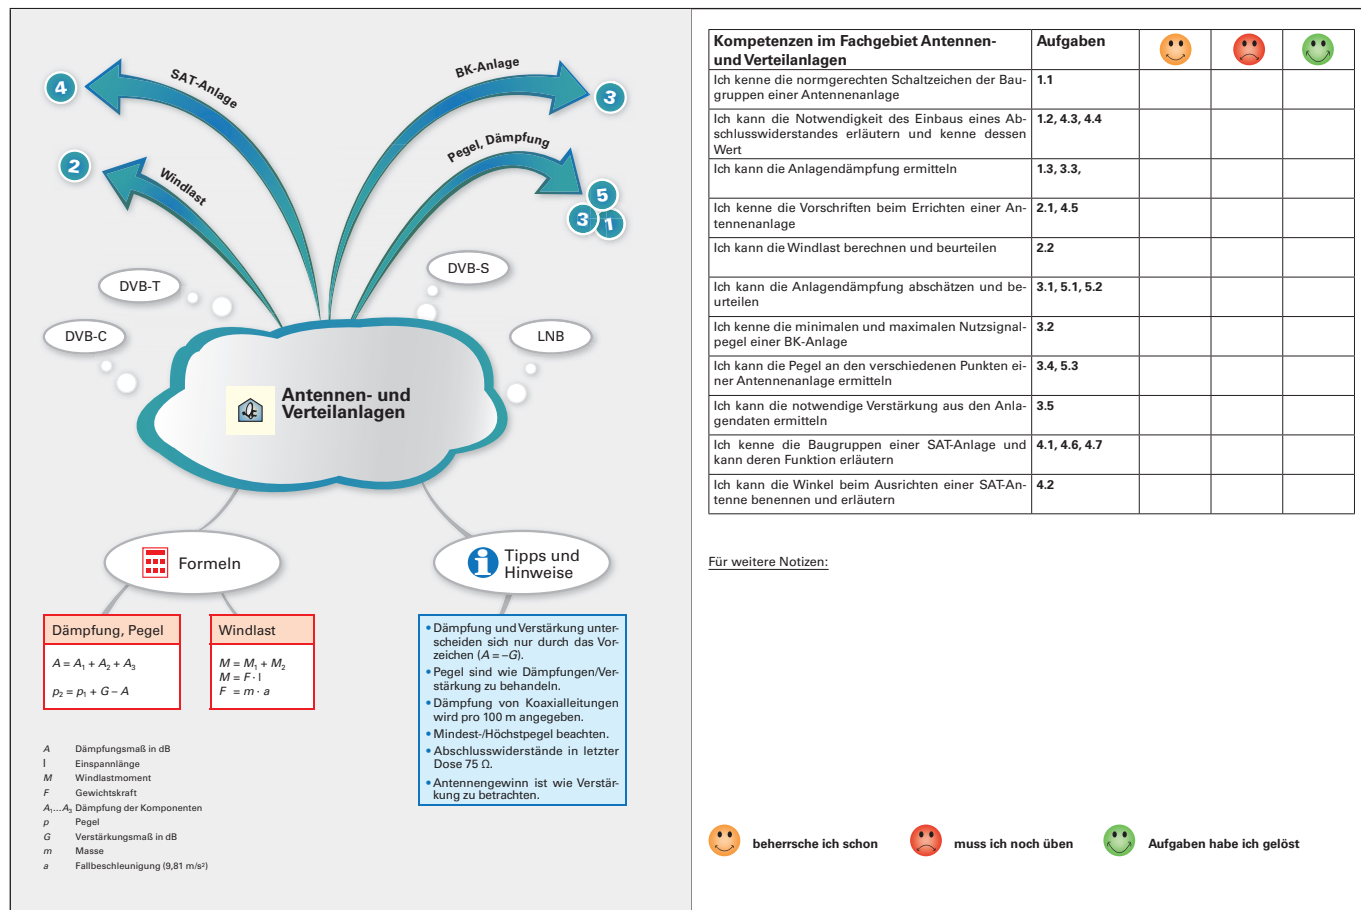 4
SAT-Anlage
BK-Anlage
3
2
Windlast
Pegel, Dämpfung
5
3
1
DVB-T
DVB-S
DVB-C
LNB
Antennen- und
Verteilanlagen
Formeln
Tipps und
Hinweise
Dämpfung, Pegel
A = A₁ + A₂ + A₃
p₂ = p₁ + G – A
Windlast
M = M₁ + M₂
M = F · l
F = m · a
• Dämpfung und Verstärkung unter-
scheiden sich nur durch das Vor-
zeichen (A = –G).
• Pegel sind wie Dämpfungen/Ver-
stärkung zu behandeln.
• Dämpfung von Koaxialleitungen
wird pro 100 m angegeben.
• Mindest-/Höchstpegel beachten.
• Abschlusswiderstände in letzter
Dose 75 Ω.
• Antennengewinn ist wie Verstär-
kung zu betrachten.
A Dämpfungsmaß in dB
l Einspannlänge
M Windlastmoment
F Gewichtskraft
A₁...A₃ Dämpfung der Komponenten
p Pegel
G Verstärkungsmaß in dB
m Masse
a Fallbeschleunigung (9,81 m/s²)
Kompetenzen im Fachgebiet Antennen-
und Verteilanlagen
Aufgaben
Ich kenne die normgerechten Schaltzeichen der Bau-
gruppen einer Antennenanlage
1.1
Ich kann die Notwendigkeit des Einbaus eines Ab-
schlusswiderstandes erläutern und kenne dessen
Wert
1.2, 4.3, 4.4
Ich kann die Anlagendämpfung ermitteln
1.3, 3.3,
Ich kenne die Vorschriften beim Errichten einer An-
tennenanlage
2.1, 4.5
Ich kann die Windlast berechnen und beurteilen
2.2
Ich kann die Anlagendämpfung abschätzen und be-
urteilen
3.1, 5.1, 5.2
Ich kenne die minimalen und maximalen Nutzsignal-
pegel einer BK-Anlage
3.2
Ich kann die Pegel an den verschiedenen Punkten ei-
ner Antennenanlage ermitteln
3.4, 5.3
Ich kann die notwendige Verstärkung aus den Anla-
gendaten ermitteln
3.5
Ich kenne die Baugruppen einer SAT-Anlage und
kann deren Funktion erläutern
4.1, 4.6, 4.7
Ich kann die Winkel beim Ausrichten einer SAT-An-
tenne benennen und erläutern
4.2
Für weitere Notizen:
beherrsche ich schon
muss ich noch üben
Aufgaben habe ich gelöst